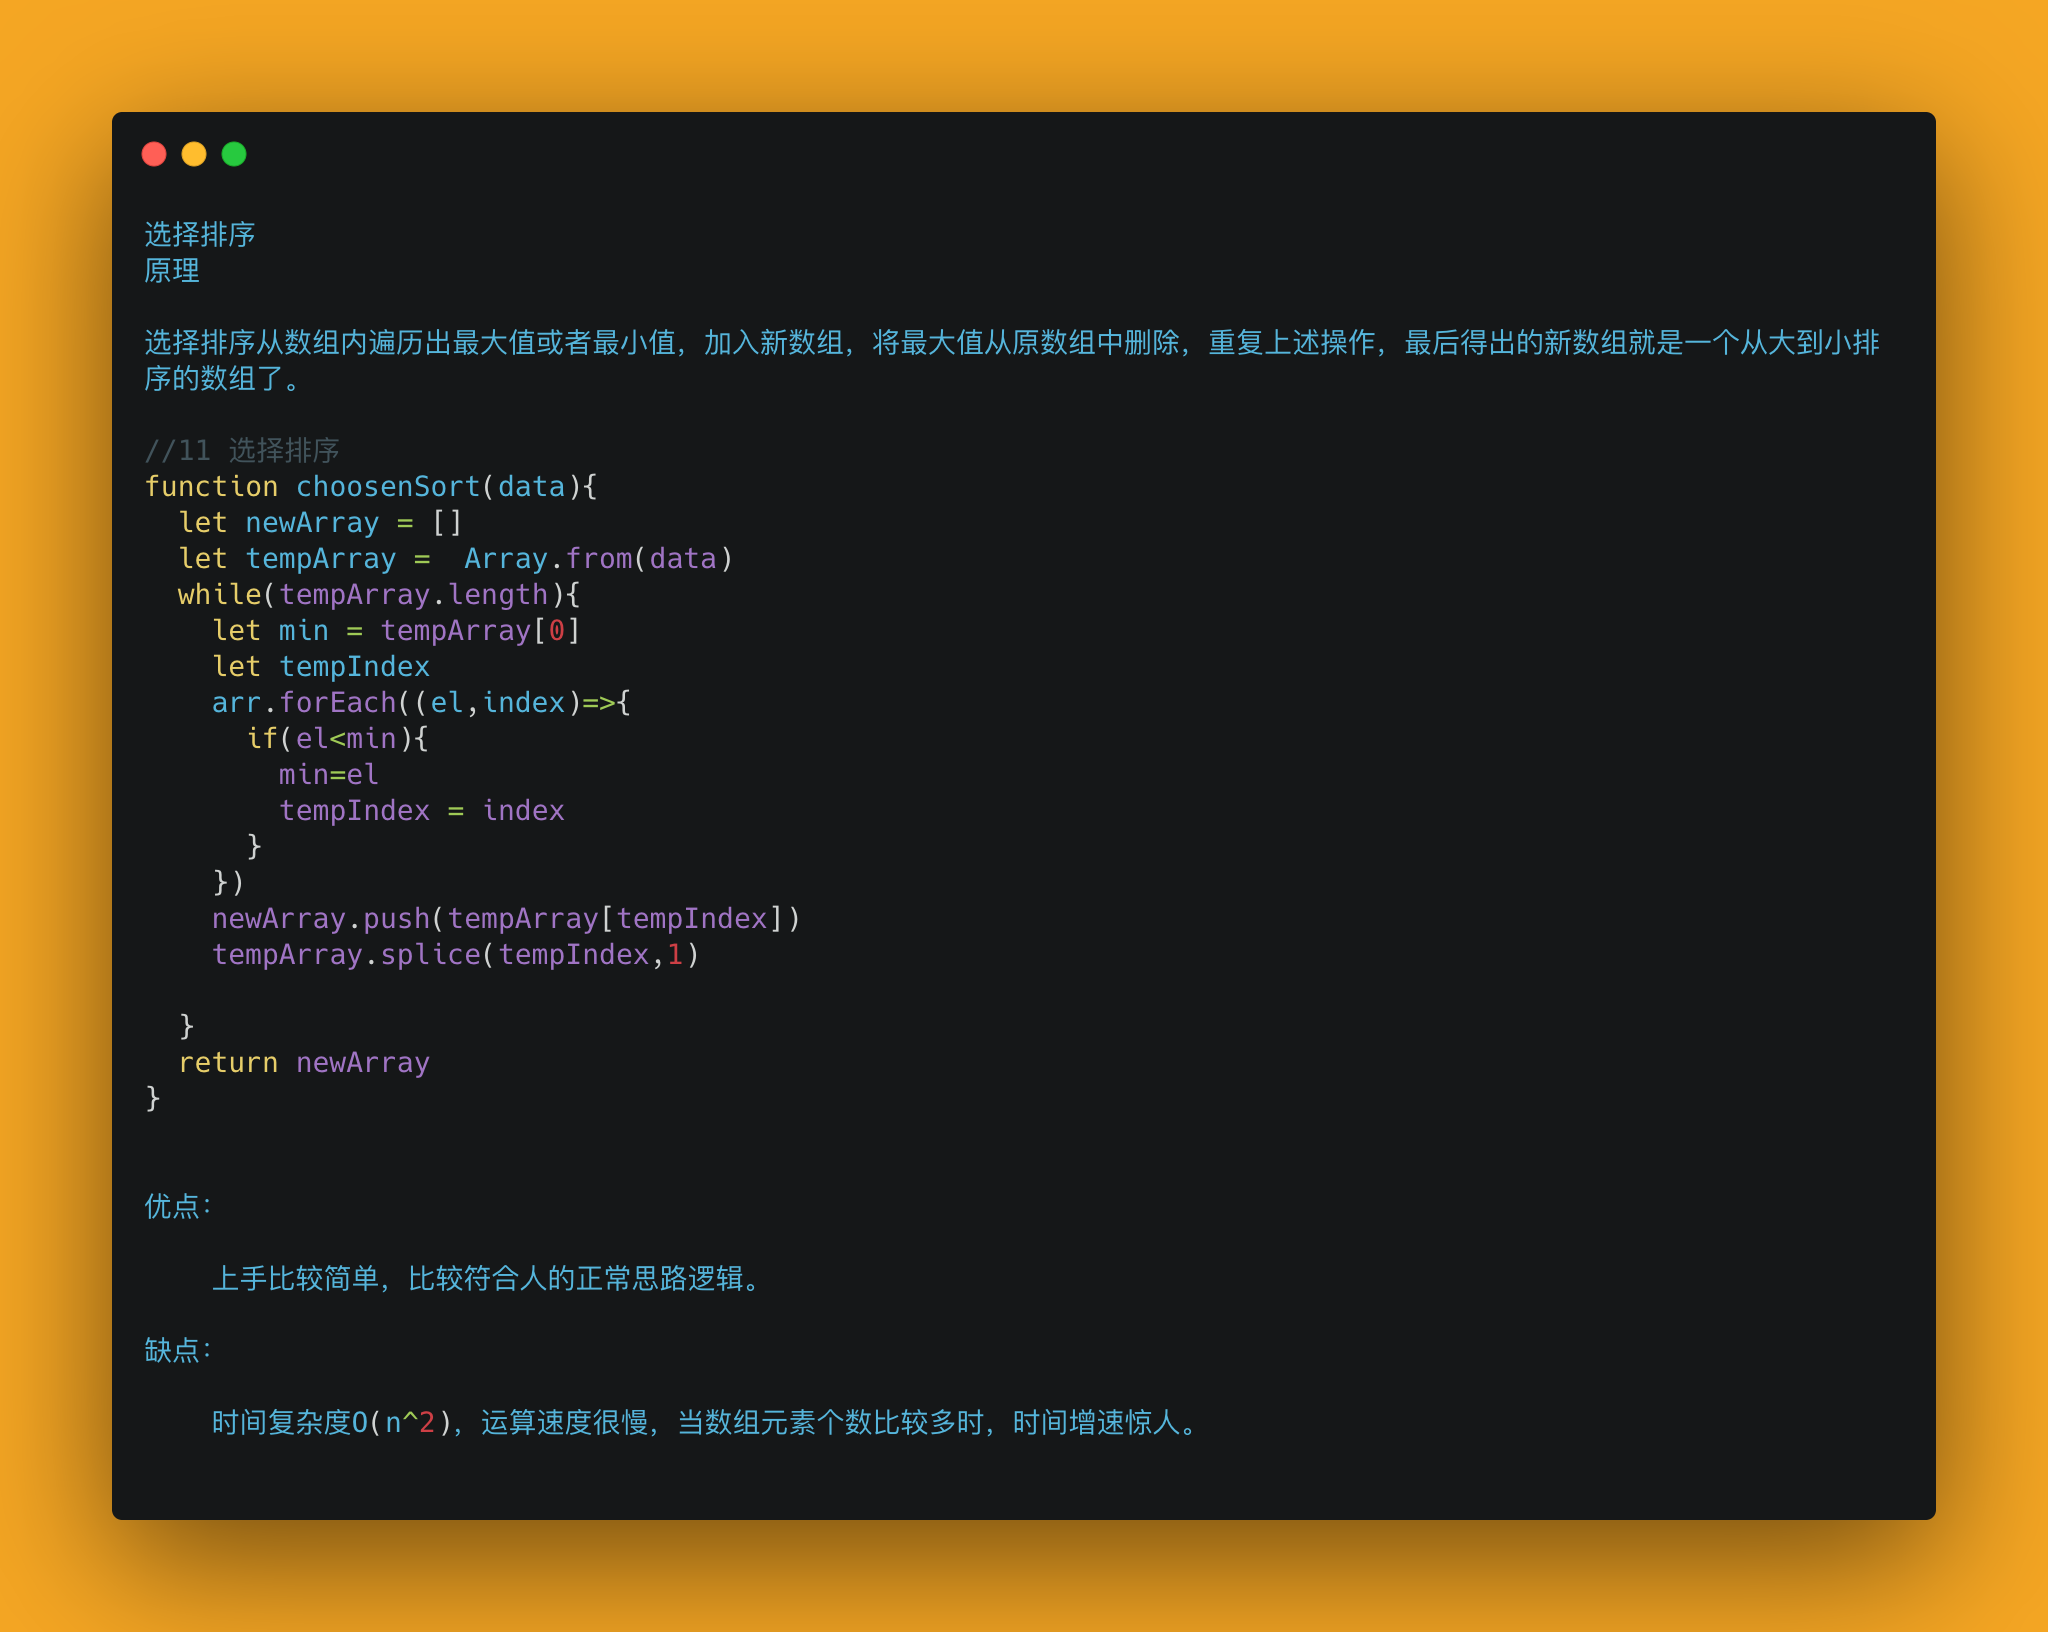 选择排序
原理
选择排序从数组内遍历出最大值或者最小值，加入新数组，将最大值从原数组中删除，重复上述操作，最后得出的新数组就是一个从大到小排
序的数组了。
//11 选择排序
function choosenSort(data){
  let newArray = []
  let tempArray =  Array.from(data)
  while(tempArray.length){
    let min = tempArray[0]
    let tempIndex
    arr.forEach((el,index)=>{
      if(el<min){
        min=el
        tempIndex = index
      }
    })
    newArray.push(tempArray[tempIndex])
    tempArray.splice(tempIndex,1)
  }
  return newArray
}
优点：
    上手比较简单，比较符合人的正常思路逻辑。
缺点：
    时间复杂度O(n^2)，运算速度很慢，当数组元素个数比较多时，时间增速惊人。